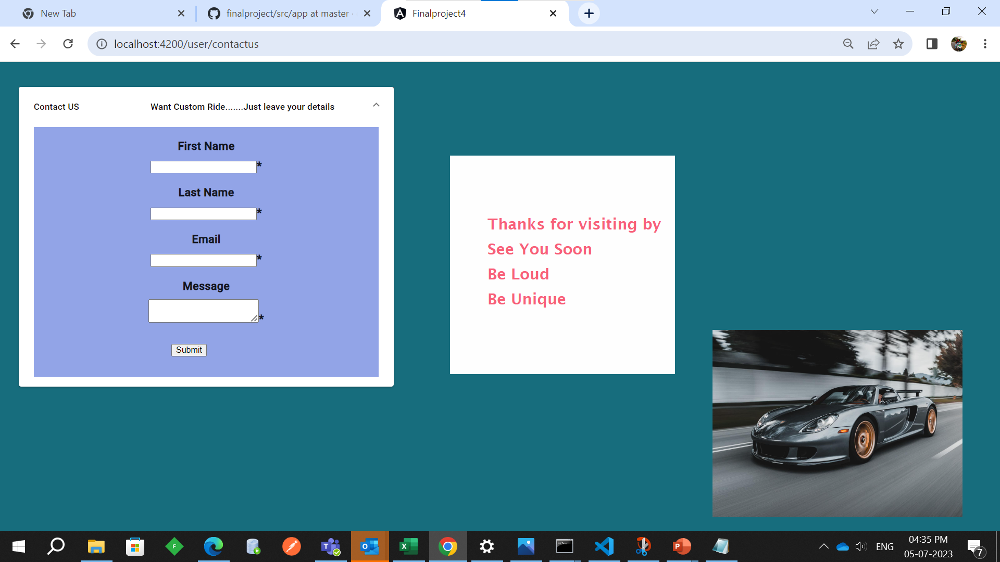 New Tab
finalproject/src/app at master ·
Finalproject4
localhost:4200/user/contactus
Contact US
Want Custom Ride.......Just leave your details
First Name
*
Last Name
*
Email
*
Message
*
Submit
Thanks for visiting by
See You Soon
Be Loud
Be Unique
ENG
04:35 PM
05-07-2023
7